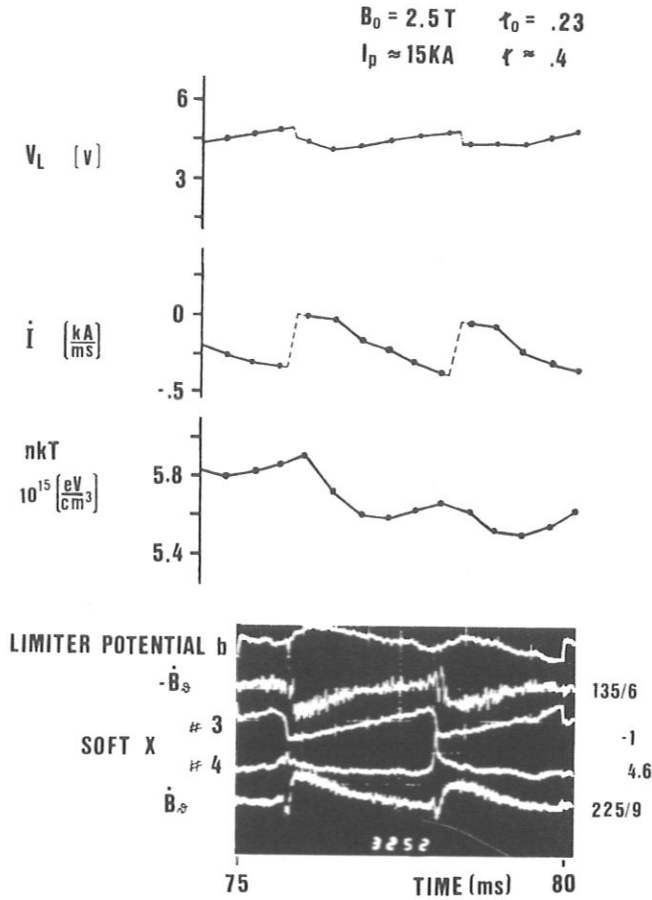 B₀ = 2.5 T   τ₀ = .23
Iₚ ≈ 15KA   τ ≈ .4
6
V_L [V]
3
0
İ [kA/ms]
-.5
nkT
5.8
10¹⁵ [eV/cm³]
5.4
LIMITER POTENTIAL b
-Ḃ_ϑ   135/6
# 3
SOFT X   -1
# 4   4.6
Ḃ_ϑ   225/9
3252
75   TIME (ms)   80